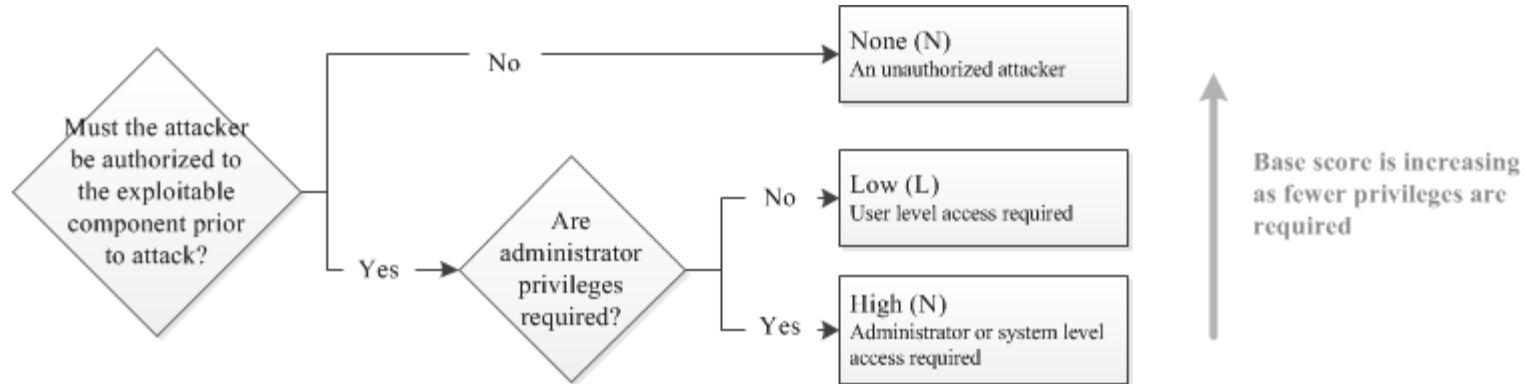 Must the attacker
be authorized to
the exploitable
component prior
to attack?
No
Yes
Are
administrator
privileges
required?
No
Yes
None (N)
An unauthorized attacker
Low (L)
User level access required
High (N)
Administrator or system level
access required
Base score is increasing
as fewer privileges are
required